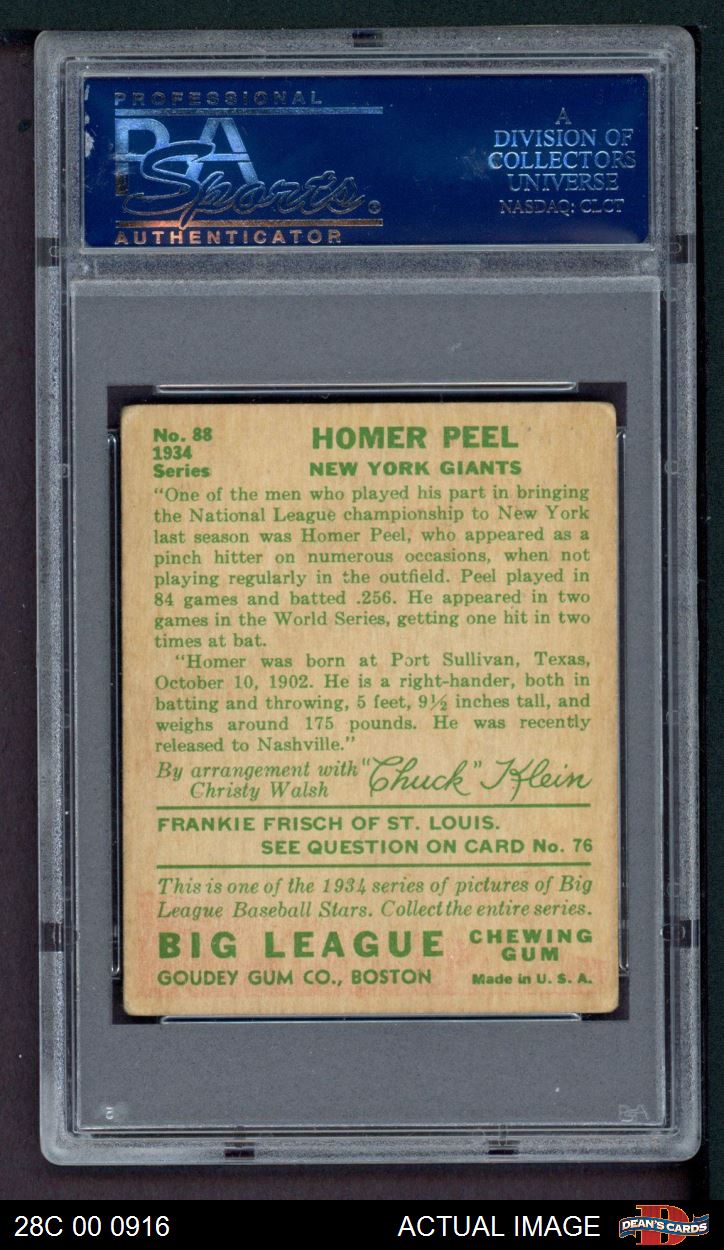 PROFESSIONAL
PSA
Sports
AUTHENTICATOR
A
DIVISION OF
COLLECTORS
UNIVERSE
NASDAQ: CLCT
No. 88
1934
Series
HOMER PEEL
NEW YORK GIANTS
"One of the men who played his part in bringing
the National League championship to New York
last season was Homer Peel, who appeared as a
pinch hitter on numerous occasions, when not
playing regularly in the outfield. Peel played in
84 games and batted .256. He appeared in two
games in the World Series, getting one hit in two
times at bat.
"Homer was born at Port Sullivan, Texas,
October 10, 1902. He is a right-hander, both in
batting and throwing, 5 feet, 9½ inches tall, and
weighs around 175 pounds. He was recently
released to Nashville."
By arrangement with "Chuck" Klein
Christy Walsh
FRANKIE FRISCH OF ST. LOUIS.
SEE QUESTION ON CARD No. 76
This is one of the 1934 series of pictures of Big
League Baseball Stars. Collect the entire series.
BIG LEAGUE CHEWING GUM
GOUDEY GUM CO., BOSTON Made in U. S. A.
PSA
28C 00 0916
ACTUAL IMAGE
DEAN'S CARDS